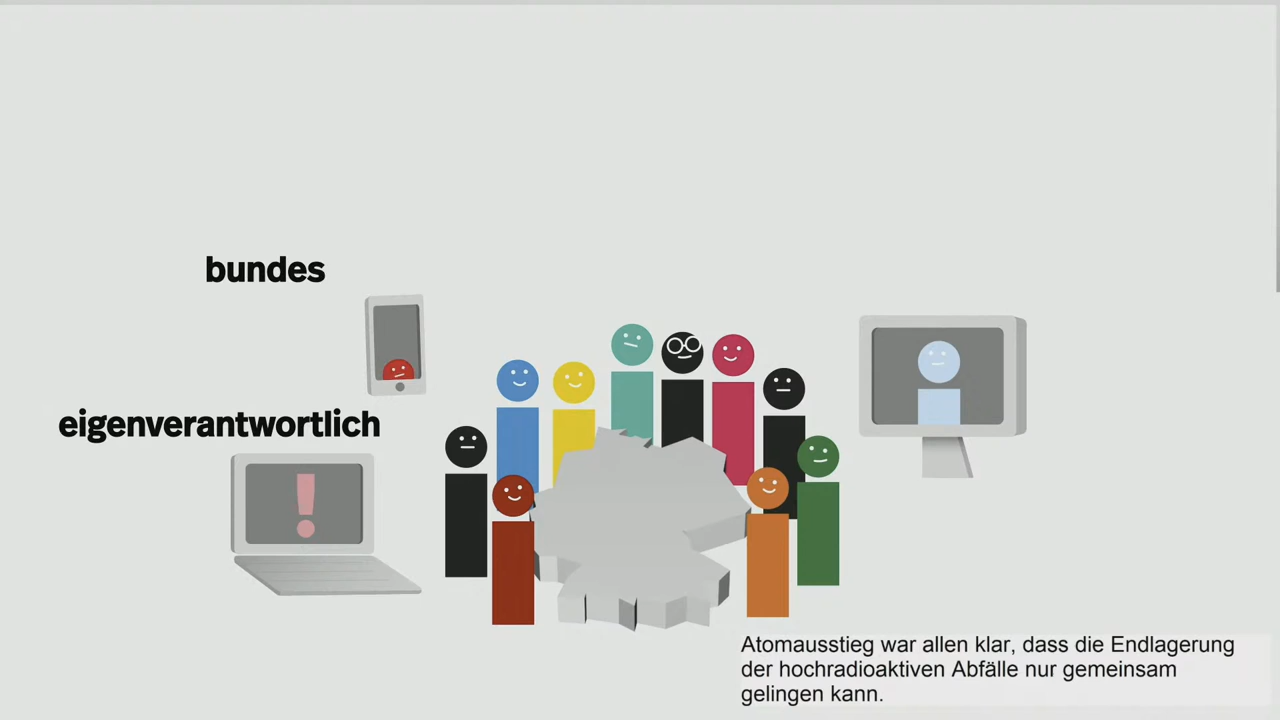 bundes
eigenverantwortlich
Atomausstieg war allen klar, dass die Endlagerung
der hochradioaktiven Abfälle nur gemeinsam
gelingen kann.